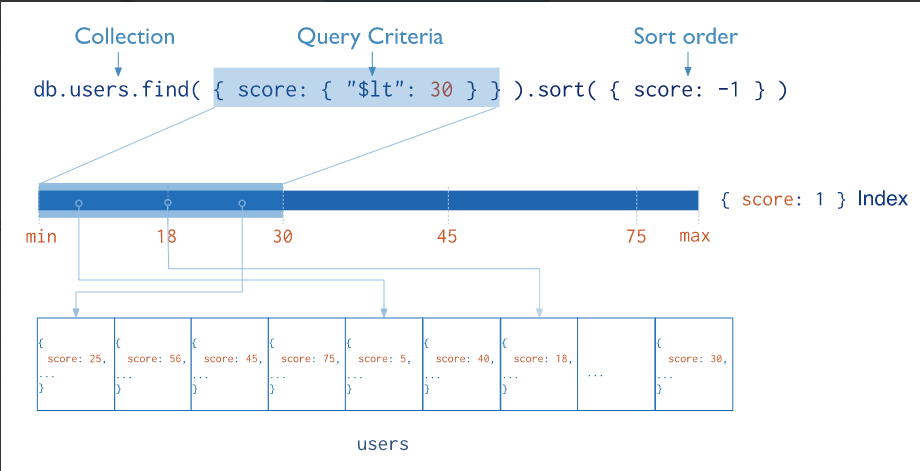 Collection Query Criteria Sort order
db.users.find( { score: { "$lt": 30 } } ).sort( { score: -1 } )
{ score: 1 } Index
min 18 30 45 75 max
{ { { { { { { {
score: 25, score: 56, score: 45, score: 75, score: 5, score: 40, score: 18, score: 30,
... ... ... ... ... ... ... ... ...
} } } } } } } }
users